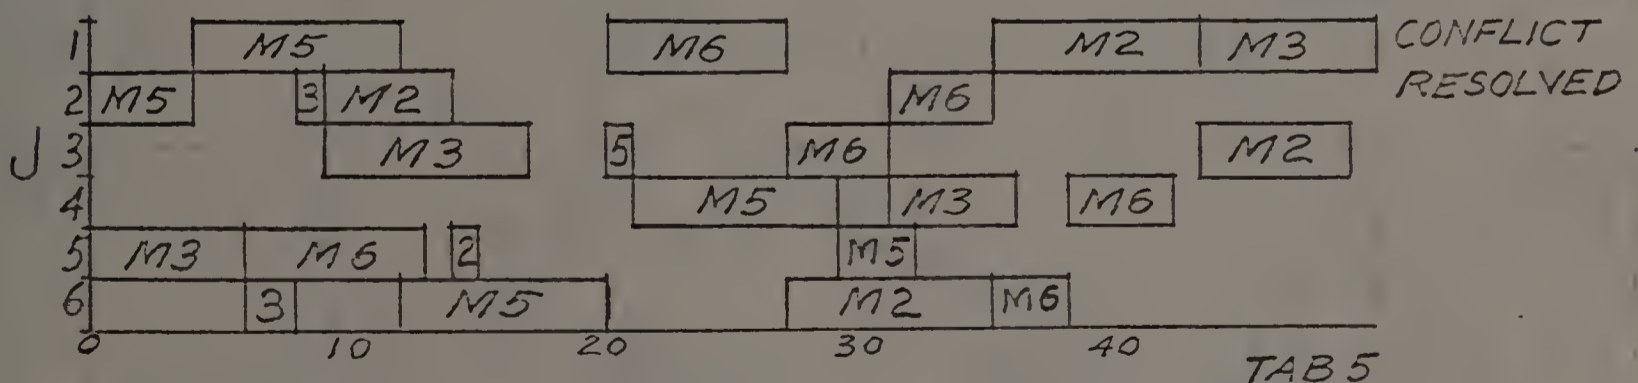 1 M5 M6 M2 M3 CONFLICT
2 M5 3 M2 M6 RESOLVED
J 3 M3 5 M6 M2
4 M5 M3 M6
5 M3 M6 2 M5
6 3 M5 M2 M6
0 10 20 30 40
TAB 5